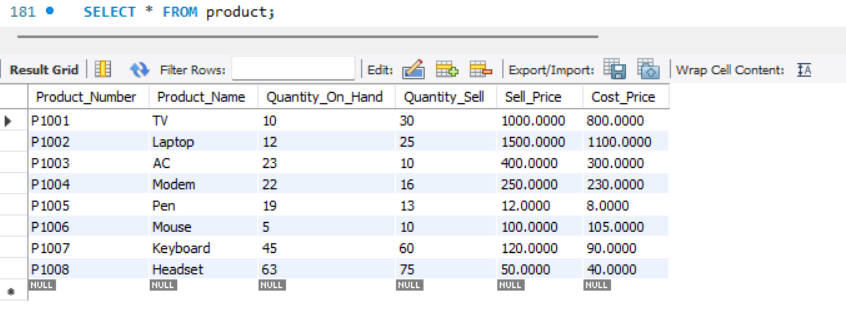 181 SELECT * FROM product;
Result Grid Filter Rows: Edit: Export/Import: Wrap Cell Content: IA
Product_Number Product_Name Quantity_On_Hand Quantity_Sell Sell_Price Cost_Price
P1001 TV 10 30 1000.0000 800.0000
P1002 Laptop 12 25 1500.0000 1100.0000
P1003 AC 23 10 400.0000 300.0000
P1004 Modem 22 16 250.0000 230.0000
P1005 Pen 19 13 12.0000 8.0000
P1006 Mouse 5 10 100.0000 105.0000
P1007 Keyboard 45 60 120.0000 90.0000
P1008 Headset 63 75 50.0000 40.0000
NULL NULL NULL NULL NULL NULL